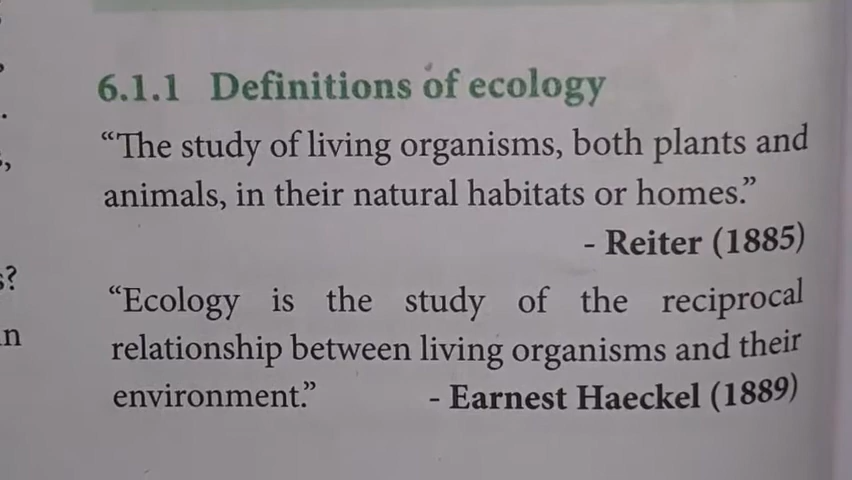 6.1.1 Definitions of ecology
“The study of living organisms, both plants and
animals, in their natural habitats or homes.”
- Reiter (1885)
“Ecology is the study of the reciprocal
relationship between living organisms and their
environment.” - Earnest Haeckel (1889)